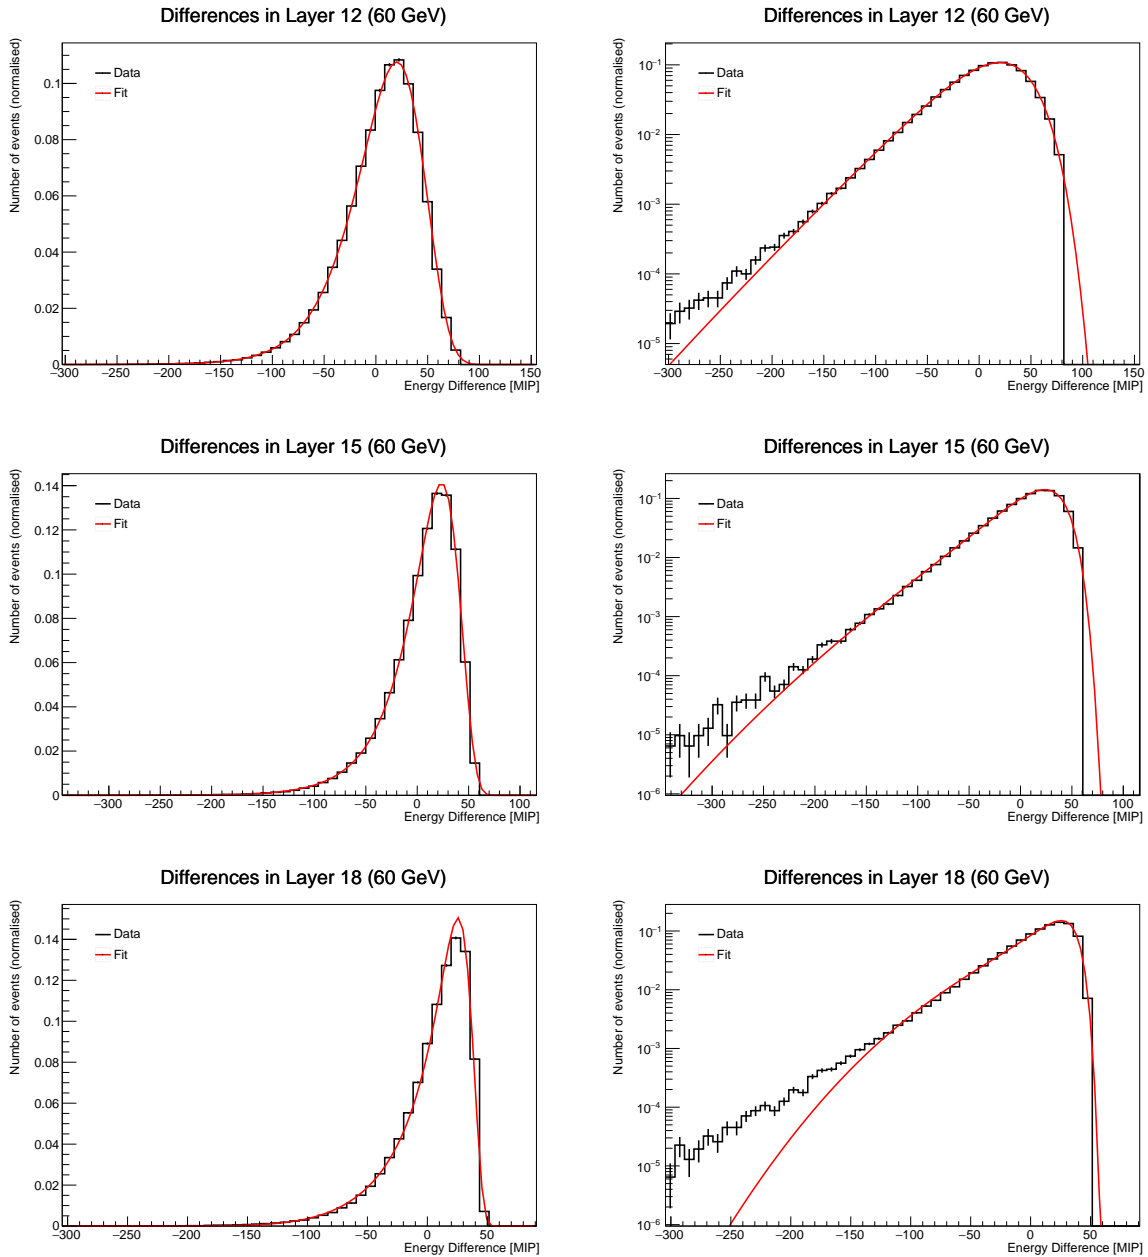 Differences in Layer 12 (60 GeV)
Number of events (normalised)
Data
Fit
0.1
0.08
0.06
0.04
0.02
0
−300 −250 −200 −150 −100 −50 0 50 100 150
Energy Difference [MIP]
Differences in Layer 12 (60 GeV)
Number of events (normalised)
Data
Fit
10−1
10−2
10−3
10−4
10−5
−300 −250 −200 −150 −100 −50 0 50 100 150
Energy Difference [MIP]
Differences in Layer 15 (60 GeV)
Number of events (normalised)
Data
Fit
0.14
0.12
0.1
0.08
0.06
0.04
0.02
0
−300 −250 −200 −150 −100 −50 0 50 100
Energy Difference [MIP]
Differences in Layer 15 (60 GeV)
Number of events (normalised)
Data
Fit
10−1
10−2
10−3
10−4
10−5
10−6
−300 −250 −200 −150 −100 −50 0 50 100
Energy Difference [MIP]
Differences in Layer 18 (60 GeV)
Number of events (normalised)
Data
Fit
0.14
0.12
0.1
0.08
0.06
0.04
0.02
0
−300 −250 −200 −150 −100 −50 0 50
Energy Difference [MIP]
Differences in Layer 18 (60 GeV)
Number of events (normalised)
Data
Fit
10−1
10−2
10−3
10−4
10−5
10−6
−300 −250 −200 −150 −100 −50 0 50
Energy Difference [MIP]